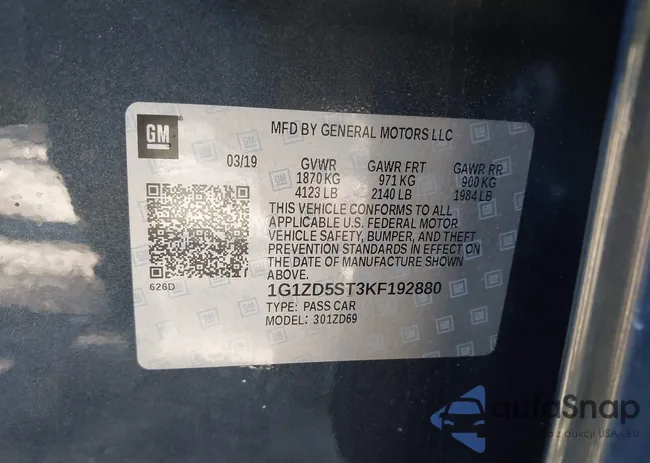 GM
MFD BY GENERAL MOTORS LLC
03/19 GVWR GAWR FRT GAWR RR
1870 KG 971 KG 900 KG
4123 LB 2140 LB 1984 LB
THIS VEHICLE CONFORMS TO ALL
APPLICABLE U.S. FEDERAL MOTOR
VEHICLE SAFETY, BUMPER, AND THEFT
PREVENTION STANDARDS IN EFFECT ON
THE DATE OF MANUFACTURE SHOWN
ABOVE.
626D
1G1ZD5ST3KF192880
TYPE: PASS CAR
MODEL: 301ZD69
autoSnap
z aukcji USA i EU